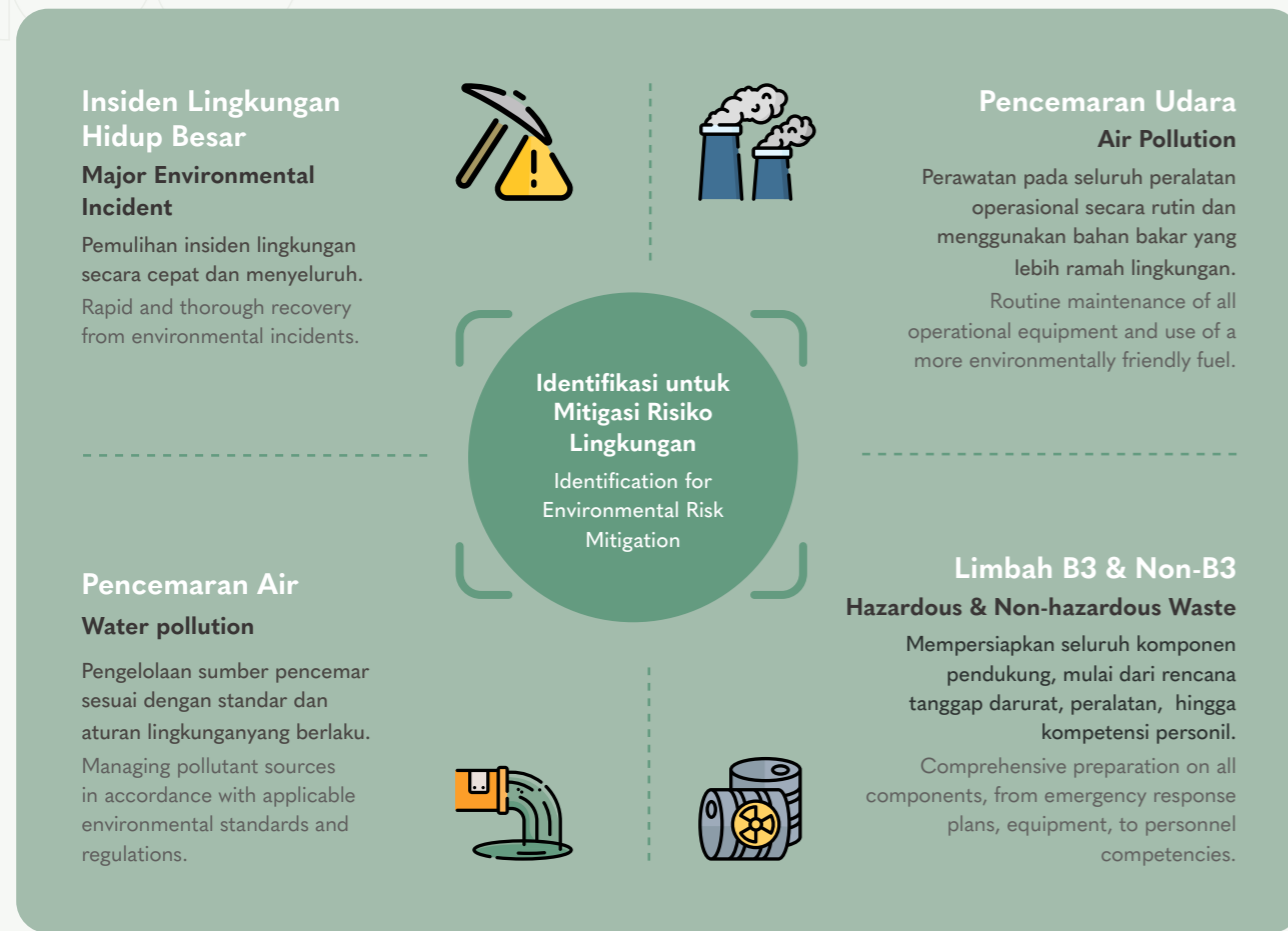 Insiden Lingkungan
Hidup Besar
Major Environmental
Incident
Pemulihan insiden lingkungan
secara cepat dan menyeluruh.
Rapid and thorough recovery
from environmental incidents.
Pencemaran Udara
Air Pollution
Perawatan pada seluruh peralatan
operasional secara rutin dan
menggunakan bahan bakar yang
lebih ramah lingkungan.
Routine maintenance of all
operational equipment and use of a
more environmentally friendly fuel.
Identifikasi untuk
Mitigasi Risiko
Lingkungan
Identification for
Environmental Risk
Mitigation
Pencemaran Air
Water pollution
Pengelolaan sumber pencemar
sesuai dengan standar dan
aturan lingkunganyang berlaku.
Managing pollutant sources
in accordance with applicable
environmental standards and
regulations.
Limbah B3 & Non-B3
Hazardous & Non-hazardous Waste
Mempersiapkan seluruh komponen
pendukung, mulai dari rencana
tanggap darurat, peralatan,  hingga
kompetensi personil.
Comprehensive preparation on all
components, from emergency response
plans, equipment, to personnel
competencies.